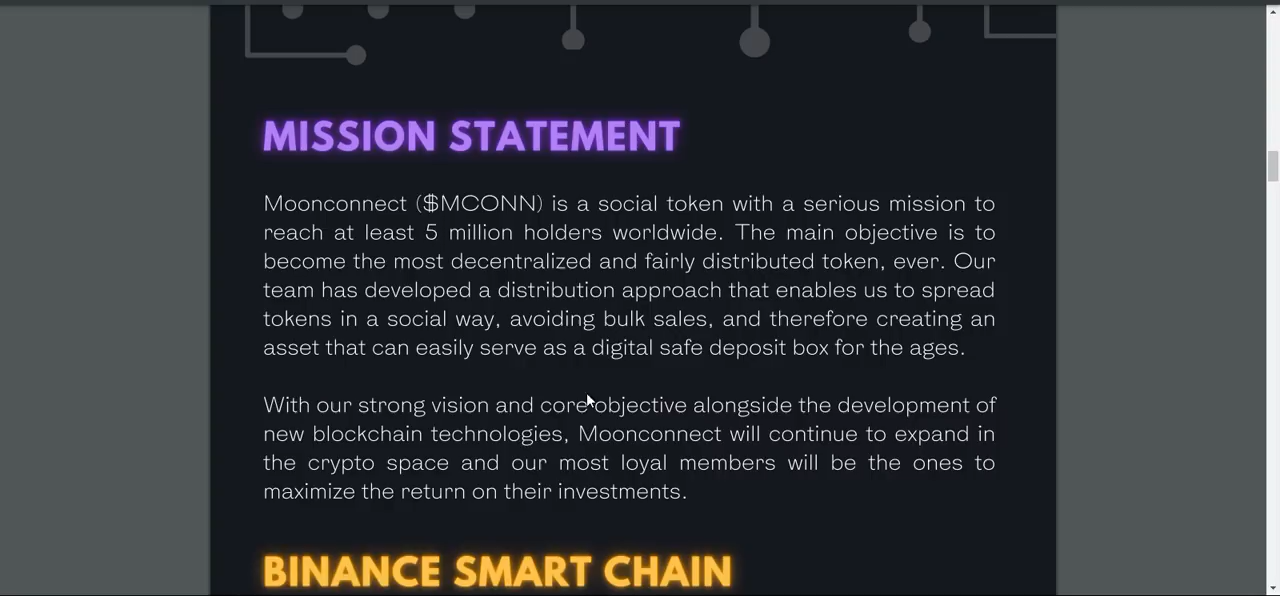 MISSION STATEMENT
Moonconnect ($MCONN) is a social token with a serious mission to
reach at least 5 million holders worldwide. The main objective is to
become the most decentralized and fairly distributed token, ever. Our
team has developed a distribution approach that enables us to spread
tokens in a social way, avoiding bulk sales, and therefore creating an
asset that can easily serve as a digital safe deposit box for the ages.
With our strong vision and core objective alongside the development of
new blockchain technologies, Moonconnect will continue to expand in
the crypto space and our most loyal members will be the ones to
maximize the return on their investments.
BINANCE SMART CHAIN